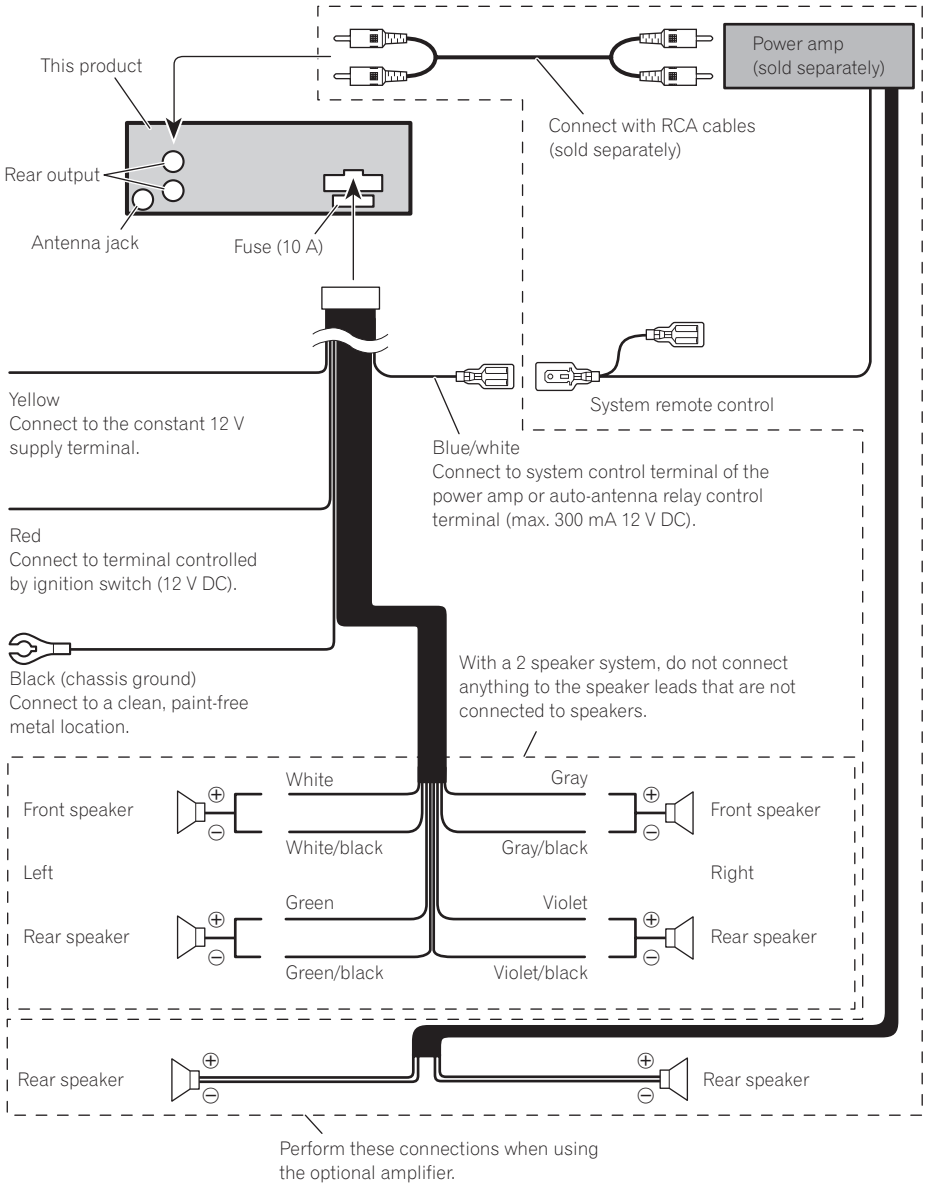 Power amp
(sold separately)
This product
Connect with RCA cables
(sold separately)
Rear output
Antenna jack
Fuse (10 A)
Yellow
Connect to the constant 12 V
supply terminal.
System remote control
Blue/white
Connect to system control terminal of the
power amp or auto-antenna relay control
terminal (max. 300 mA 12 V DC).
Red
Connect to terminal controlled
by ignition switch (12 V DC).
Black (chassis ground)
Connect to a clean, paint-free
metal location.
With a 2 speaker system, do not connect
anything to the speaker leads that are not
connected to speakers.
White
Gray
Front speaker
⊕
⊕
Front speaker
⊖
⊖
White/black
Gray/black
Left
Right
Green
Violet
Rear speaker
⊕
⊕
Rear speaker
⊖
⊖
Green/black
Violet/black
Rear speaker
⊕
⊕
Rear speaker
⊖
⊖
Perform these connections when using
the optional amplifier.